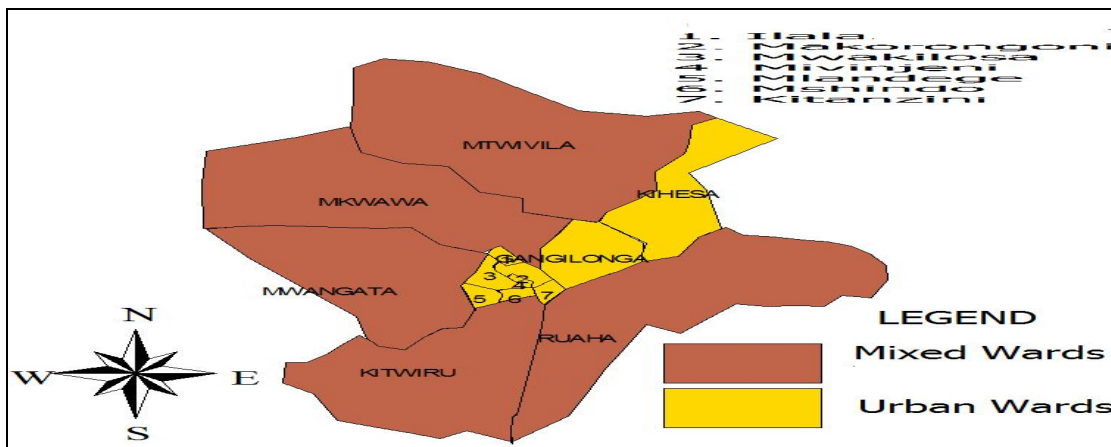 1. Ilala
2. Makorongoni
3. Mwakilosa
4. Mivinjeni
5. Mlandege
6. Mshindo
7. Kitanzini
MTWIVILA
KIHESA
MKWAWA
GANGILONGA
1
3
2
4
MWANGATA
5
6
7
RUAHA
KITWIRU
N
W
E
S
LEGEND
Mixed Wards
Urban Wards